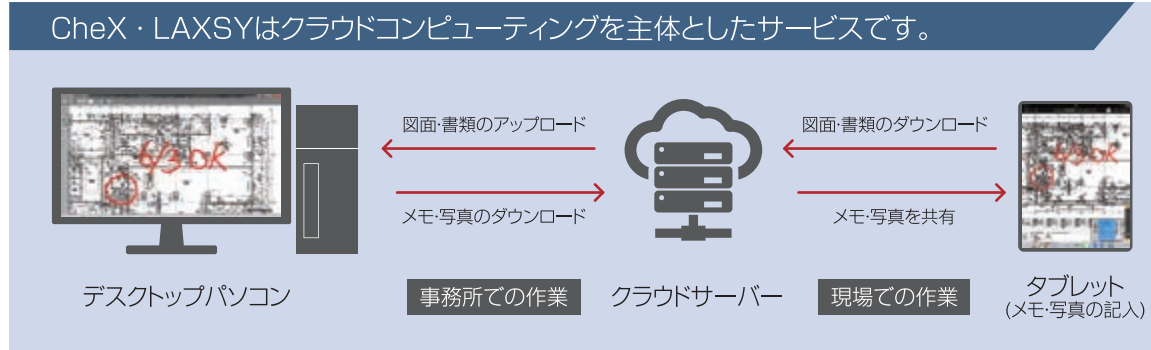 CheX・LAXSYはクラウドコンピューティングを主体としたサービスです。
図面・書類のアップロード
メモ・写真のダウンロード
図面・書類のダウンロード
メモ・写真を共有
6/3 OK
6/3 OK
デスクトップパソコン
事務所での作業
クラウドサーバー
現場での作業
タブレット
(メモ・写真の記入)